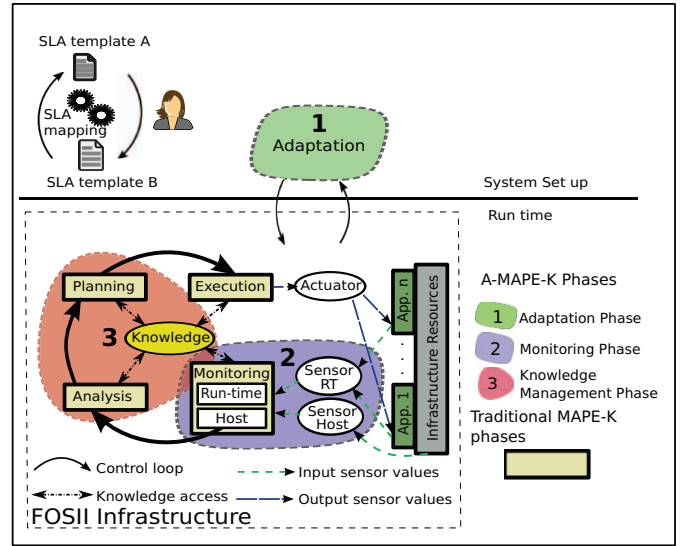 SLA template A
SLA
mapping
SLA template B
1
Adaptation
System Set up
Run time
Planning
Execution
Actuator
3
Knowledge
Analysis
2
Monitoring
Run-time
Host
Sensor
RT
Sensor
Host
App. n
. . .
App. 1
Infrastructure Resources
A-MAPE-K Phases
1
Adaptation Phase
2
Monitoring Phase
3
Knowledge
Management Phase
Traditional MAPE-K
phases
Control loop
Input sensor values
Knowledge access
Output sensor values
FOSII Infrastructure